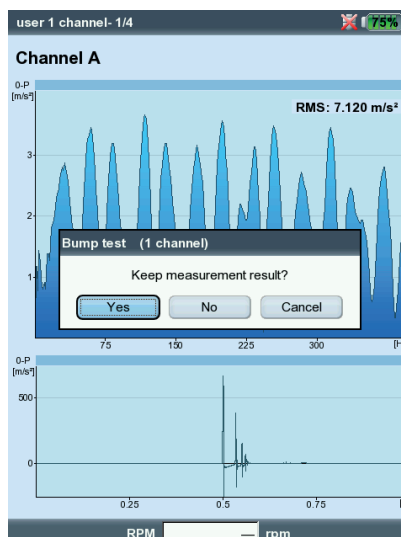 user 1 channel- 1/4
75%
Channel A
0-P
[m/s²]
RMS: 7.120 m/s²
3
2
1
Bump test (1 channel)
Keep measurement result?
Yes No Cancel
75 150 225 300 [H
0-P
[m/s²]
500
0
0.25 0.5 0.75
RPM — rpm